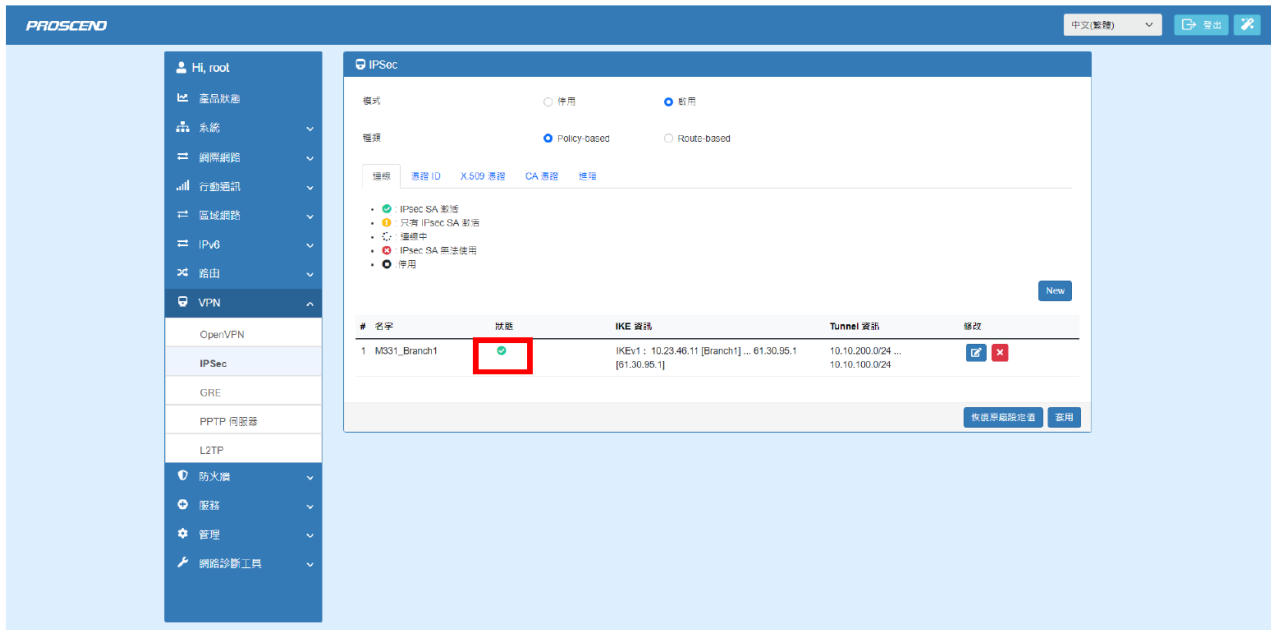 PROSCEND
中文(繁體)
登出
Hi, root
產品狀態
系統
網際網路
行動通訊
區域網路
IPv6
路由
VPN
OpenVPN
IPSec
GRE
PPTP 伺服器
L2TP
防火牆
服務
管理
網路診斷工具
IPSec
模式 停用 啟用
種類 Policy-based Route-based
連線 憑證 ID X.509 憑證 CA 憑證 進階
: IPsec SA 激活
: 只有 IPsec SA 激活
: 連線中
: IPsec SA 無法使用
:停用
New
# 名字 狀態 IKE 資訊 Tunnel 資訊 修改
1 M331_Branch1 IKEv1 : 10.23.46.11 [Branch1] ... 61.30.95.1 10.10.200.0/24 ...
[61.30.95.1] 10.10.100.0/24
恢復原廠設定值 套用